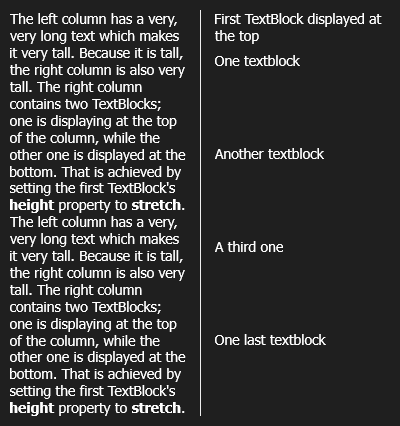 The left column has a very,
very long text which makes
it very tall. Because it is tall,
the right column is also very
tall. The right column
contains two TextBlocks;
one is displaying at the top
of the column, while the
other one is displayed at the
bottom. That is achieved by
setting the first TextBlock's
height property to stretch.
The left column has a very,
very long text which makes
it very tall. Because it is tall,
the right column is also very
tall. The right column
contains two TextBlocks;
one is displaying at the top
of the column, while the
other one is displayed at the
bottom. That is achieved by
setting the first TextBlock's
height property to stretch.
First TextBlock displayed at
the top
One textblock
Another textblock
A third one
One last textblock